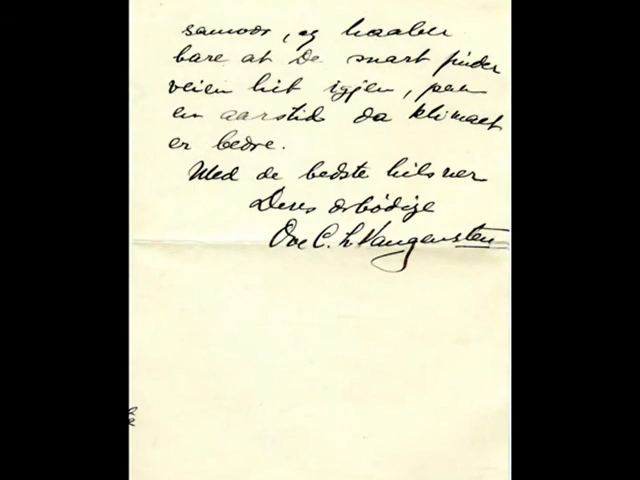 samvær, og haaber
bare at De snart finder
veien hit igjen, paa
en aarstid da klimaet
er bedre.
Med de bedste hilsner
Deres ærbødige
Ove C. L. Vangensten